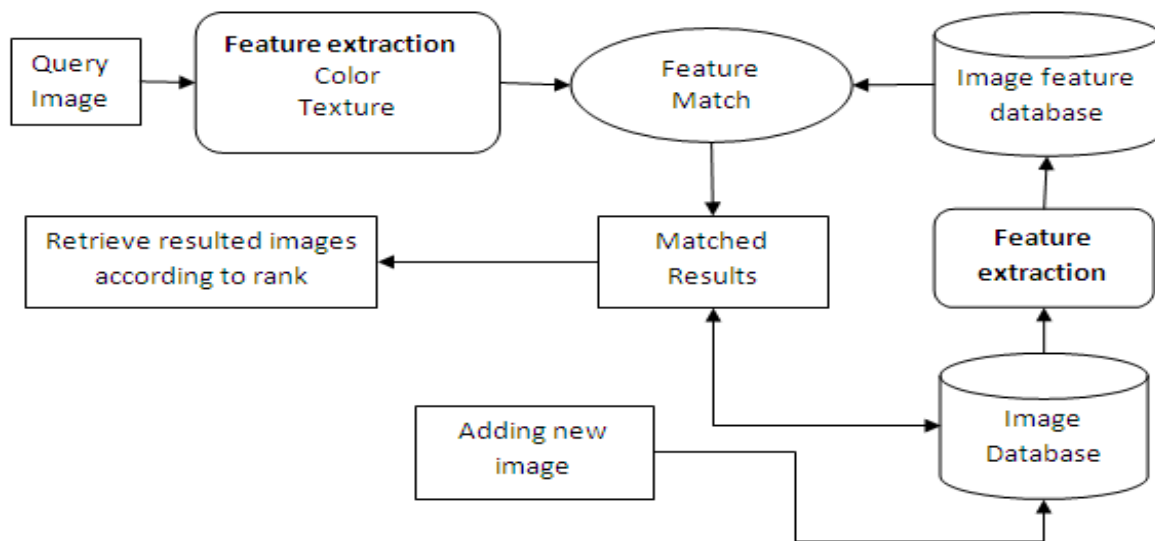 Query
Image
Feature extraction
Color
Texture
Feature
Match
Image feature
database
Retrieve resulted images
according to rank
Matched
Results
Feature
extraction
Adding new
image
Image
Database